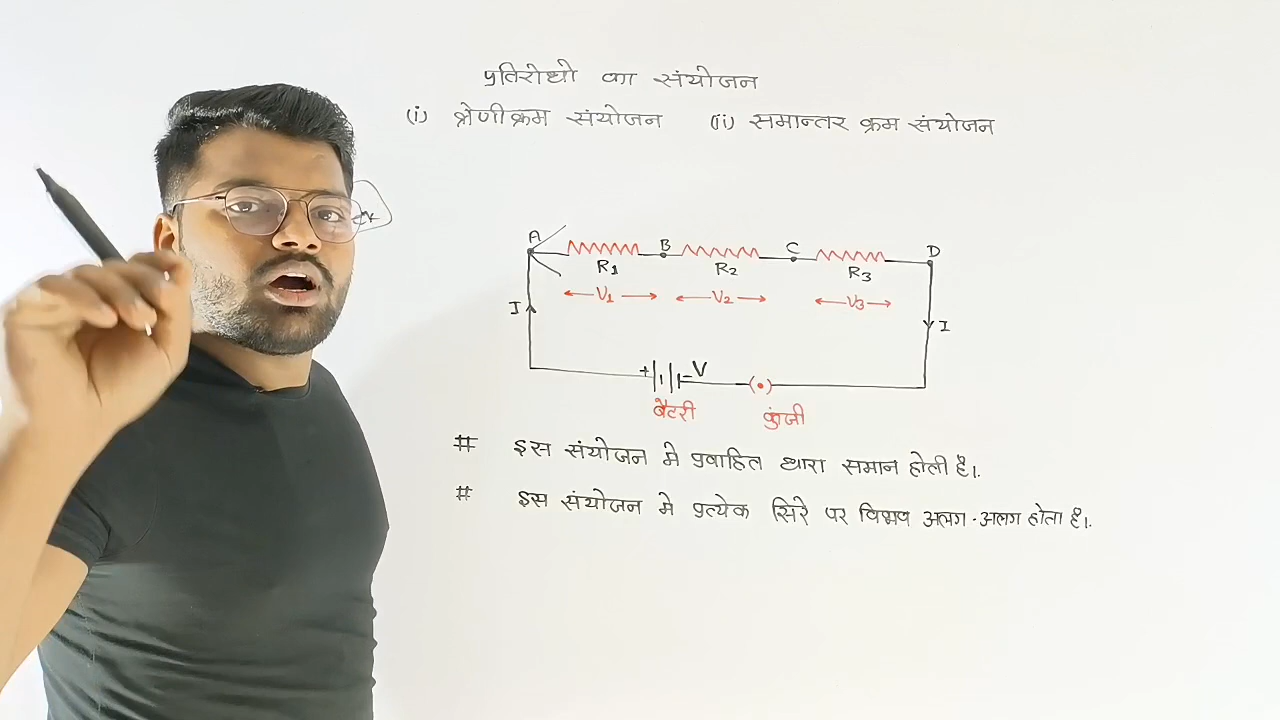 प्रतिरोधो का संयोजन
(i) श्रेणीक्रम संयोजन (ii) समान्तर क्रम संयोजन
A B C D
R1 R2 R3
V1 V2 V3
I I
+ - V
बैटरी कुंजी
# इस संयोजन मे प्रवाहित धारा समान होती है।.
# इस संयोजन मे प्रत्येक सिरे पर विभव अलग-अलग होता है।.